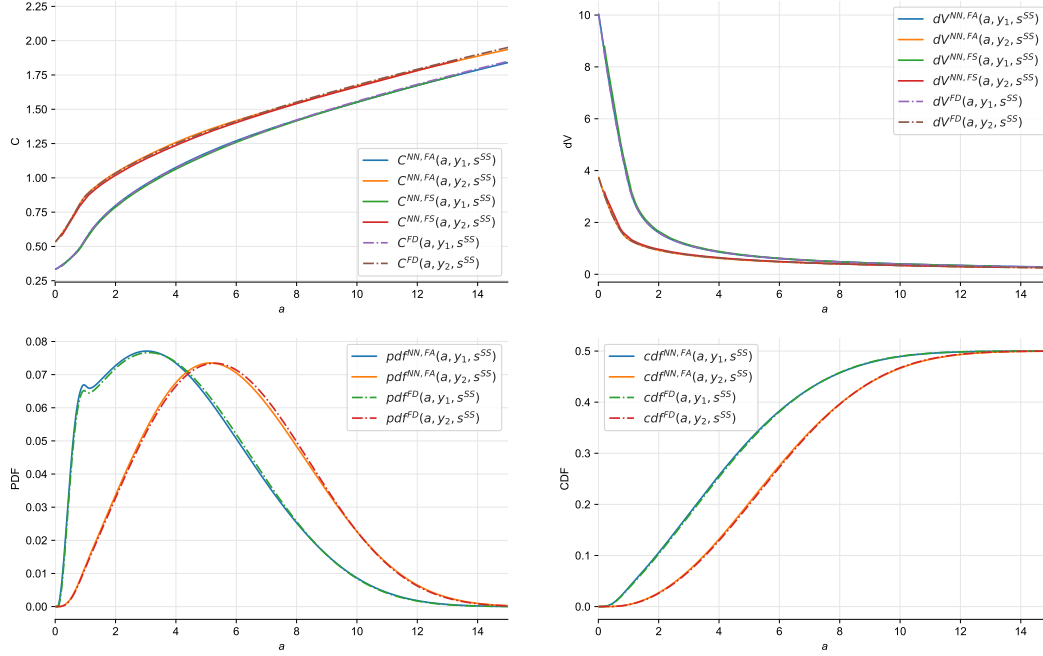 2.25
2.00
1.75
1.50
1.25
1.00
0.75
0.50
0.25
C
0 2 4 6 8 10 12 14
a
C^{NN,FA}(a, y_1, s^{SS})
C^{NN,FA}(a, y_2, s^{SS})
C^{NN,FS}(a, y_1, s^{SS})
C^{NN,FS}(a, y_2, s^{SS})
C^{FD}(a, y_1, s^{SS})
C^{FD}(a, y_2, s^{SS})
10
8
6
4
2
0
dV
0 2 4 6 8 10 12 14
a
dV^{NN,FA}(a, y_1, s^{SS})
dV^{NN,FA}(a, y_2, s^{SS})
dV^{NN,FS}(a, y_1, s^{SS})
dV^{NN,FS}(a, y_2, s^{SS})
dV^{FD}(a, y_1, s^{SS})
dV^{FD}(a, y_2, s^{SS})
0.08
0.07
0.06
0.05
0.04
0.03
0.02
0.01
0.00
PDF
0 2 4 6 8 10 12 14
a
pdf^{NN,FA}(a, y_1, s^{SS})
pdf^{NN,FA}(a, y_2, s^{SS})
pdf^{FD}(a, y_1, s^{SS})
pdf^{FD}(a, y_2, s^{SS})
0.5
0.4
0.3
0.2
0.1
0.0
CDF
0 2 4 6 8 10 12 14
a
cdf^{NN,FA}(a, y_1, s^{SS})
cdf^{NN,FA}(a, y_2, s^{SS})
cdf^{FD}(a, y_1, s^{SS})
cdf^{FD}(a, y_2, s^{SS})